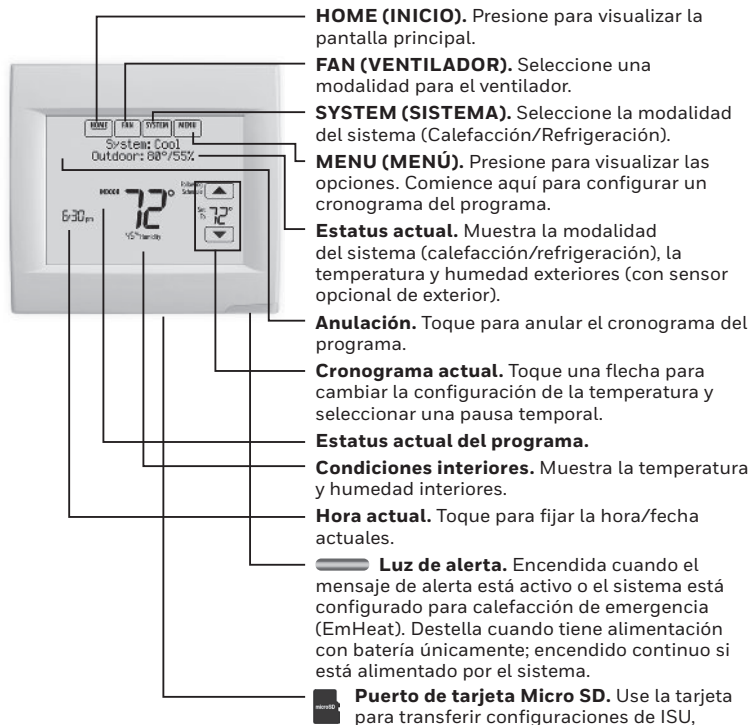 HOME
FAN
SYSTEM
MENU
System: Cool
Outdoor: 80°/55%
INDOOR
72°
Following
Schedule
Set
To
72°
6:30 pm
45% Humidity
HOME (INICIO). Presione para visualizar la
pantalla principal.
FAN (VENTILADOR). Seleccione una
modalidad para el ventilador.
SYSTEM (SISTEMA). Seleccione la modalidad
del sistema (Calefacción/Refrigeración).
MENU (MENÚ). Presione para visualizar las
opciones. Comience aquí para configurar un
cronograma del programa.
Estatus actual. Muestra la modalidad
del sistema (calefacción/refrigeración), la
temperatura y humedad exteriores (con sensor
opcional de exterior).
Anulación. Toque para anular el cronograma del
programa.
Cronograma actual. Toque una flecha para
cambiar la configuración de la temperatura y
seleccionar una pausa temporal.
Estatus actual del programa.
Condiciones interiores. Muestra la temperatura
y humedad interiores.
Hora actual. Toque para fijar la hora/fecha
actuales.
Luz de alerta. Encendida cuando el
mensaje de alerta está activo o el sistema está
configurado para calefacción de emergencia
(EmHeat). Destella cuando tiene alimentación
con batería únicamente; encendido continuo si
está alimentado por el sistema.
microSD
Puerto de tarjeta Micro SD. Use la tarjeta
para transferir configuraciones de ISU,